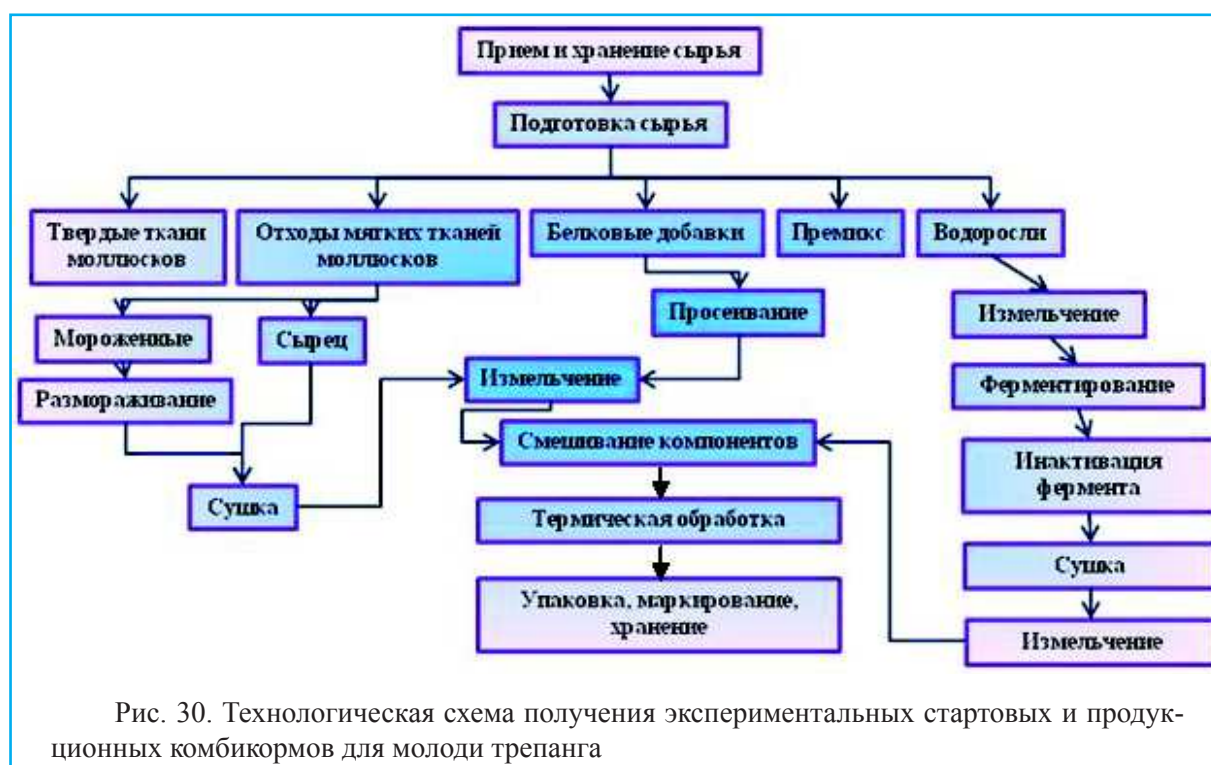 Прием и хранение сырья
Подготовка сырья
Твердые ткани
моллюсков
Отходы мягких тканей
моллюсков
Белковые добавки
Премикс
Водоросли
Мороженные
Сырец
Просеивание
Измельчение
Размораживание
Измельчение
Ферментирование
Смешивание компонентов
Инактивация
фермента
Сушка
Термическая обработка
Сушка
Упаковка, маркирование,
хранение
Измельчение
Рис. 30. Технологическая схема получения экспериментальных стартовых и продук-
ционных комбикормов для молоди трепанга